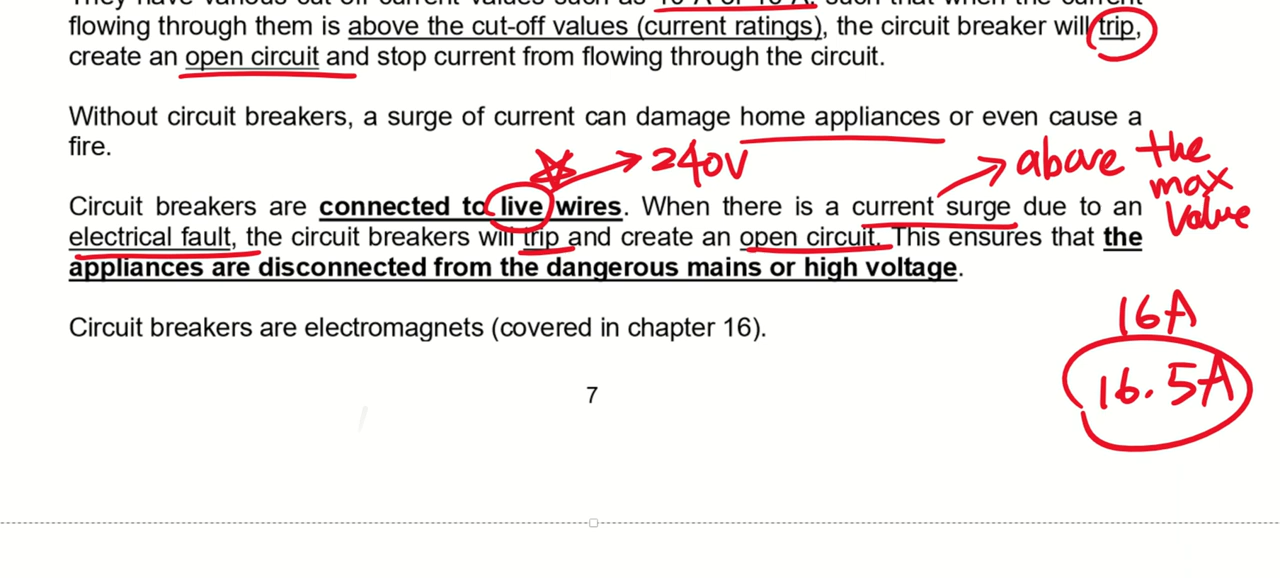 flowing through them is above the cut-off values (current ratings), the circuit breaker will trip,
create an open circuit and stop current from flowing through the circuit.
Without circuit breakers, a surge of current can damage home appliances or even cause a
fire.
240V
above the
max
value
Circuit breakers are connected to live wires. When there is a current surge due to an
electrical fault, the circuit breakers will trip and create an open circuit. This ensures that the
appliances are disconnected from the dangerous mains or high voltage.
16A
Circuit breakers are electromagnets (covered in chapter 16).
16.5A
7